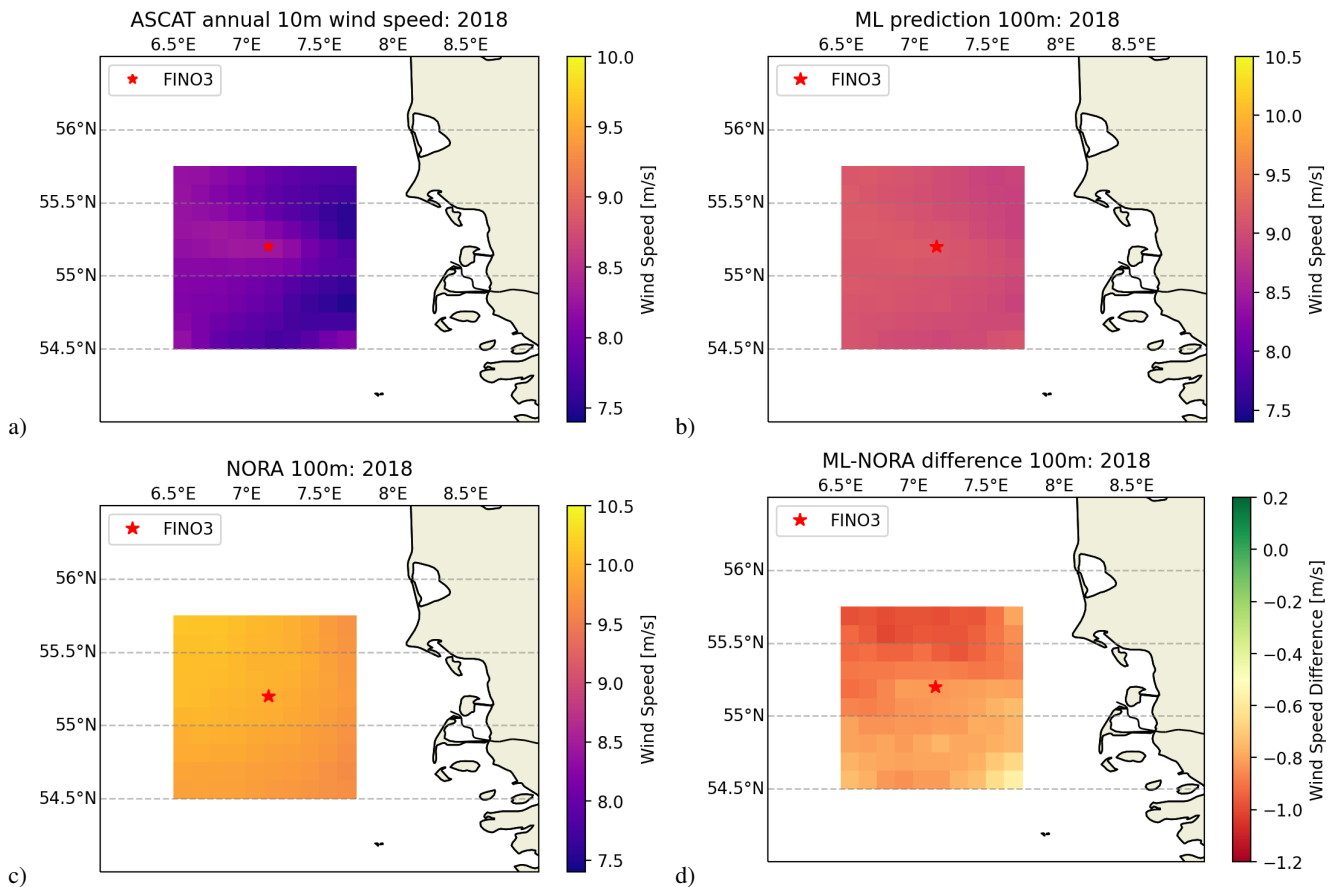 ASCAT annual 10m wind speed: 2018
6.5°E 7°E 7.5°E 8°E 8.5°E
FINO3
56°N
55.5°N
55°N
54.5°N
10.0
9.5
9.0
8.5
8.0
7.5
Wind Speed [m/s]
a)
ML prediction 100m: 2018
6.5°E 7°E 7.5°E 8°E 8.5°E
FINO3
56°N
55.5°N
55°N
54.5°N
10.5
10.0
9.5
9.0
8.5
8.0
7.5
Wind Speed [m/s]
b)
NORA 100m: 2018
6.5°E 7°E 7.5°E 8°E 8.5°E
FINO3
56°N
55.5°N
55°N
54.5°N
10.5
10.0
9.5
9.0
8.5
8.0
7.5
Wind Speed [m/s]
c)
ML-NORA difference 100m: 2018
6.5°E 7°E 7.5°E 8°E 8.5°E
FINO3
56°N
55.5°N
55°N
54.5°N
0.2
0.0
−0.2
−0.4
−0.6
−0.8
−1.0
−1.2
Wind Speed Difference [m/s]
d)